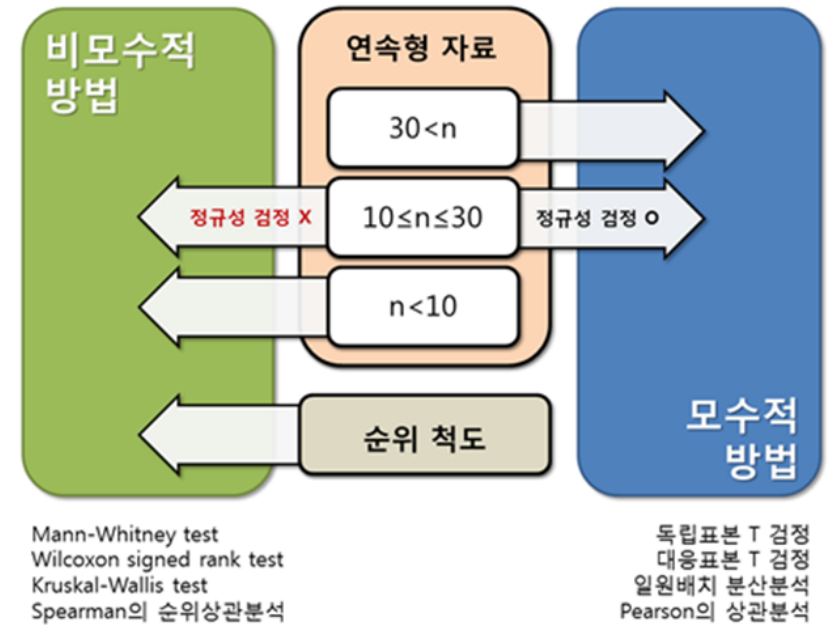 비모수적
방법
연속형 자료
30<n
정규성 검정 X
10≤n≤30
정규성 검정 O
n<10
순위 척도
모수적
방법
Mann-Whitney test
Wilcoxon signed rank test
Kruskal-Wallis test
Spearman의 순위상관분석
독립표본 T 검정
대응표본 T 검정
일원배치 분산분석
Pearson의 상관분석